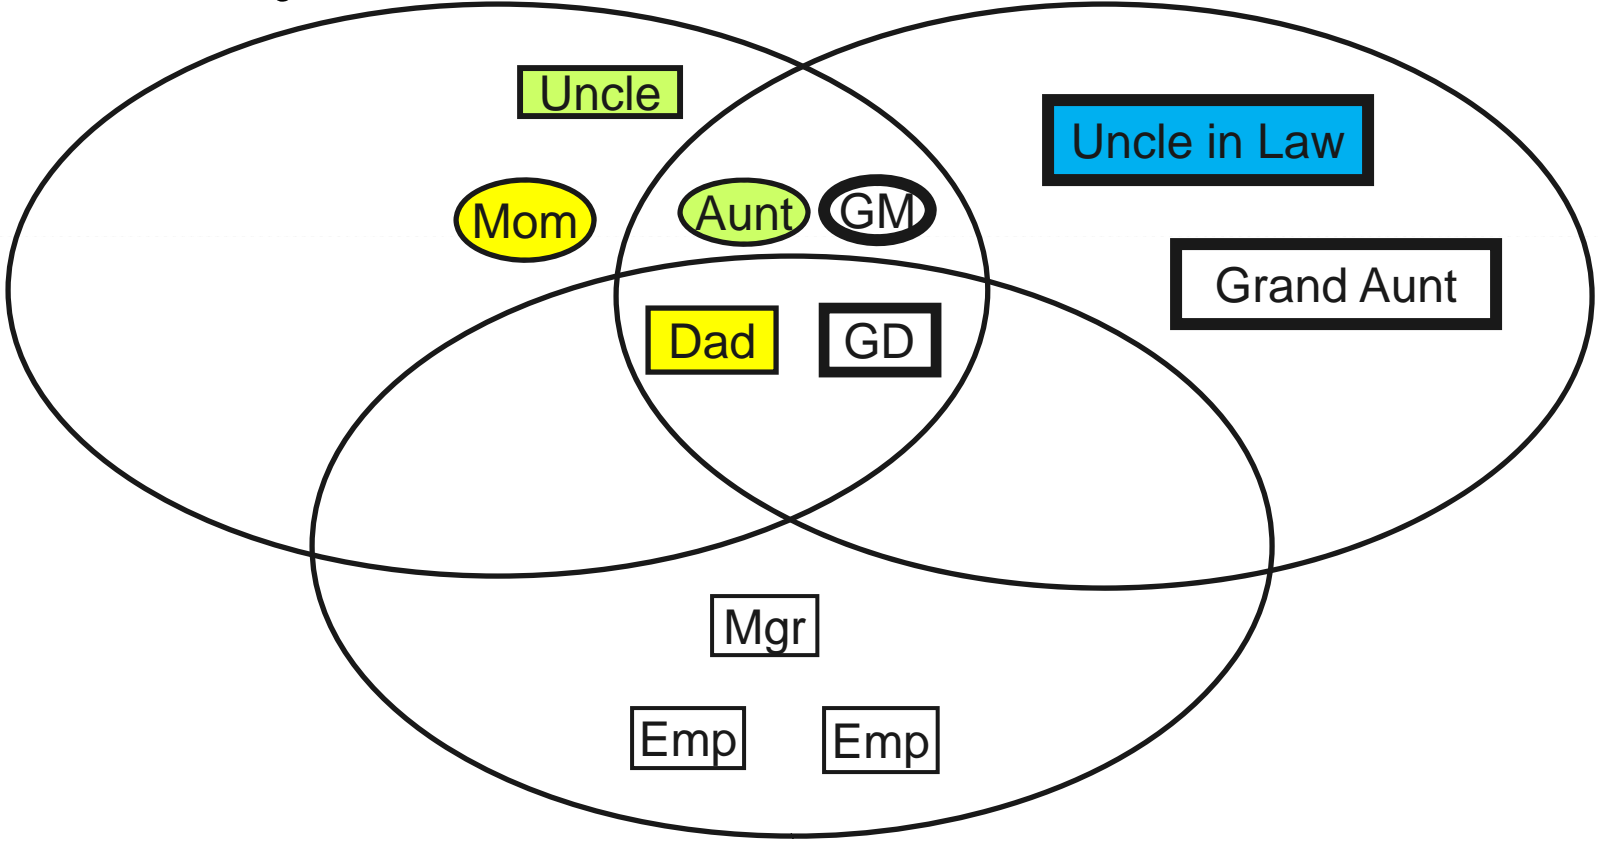 Uncle
Uncle in Law
Mom
Aunt
GM
Grand Aunt
Dad
GD
Mgr
Emp
Emp